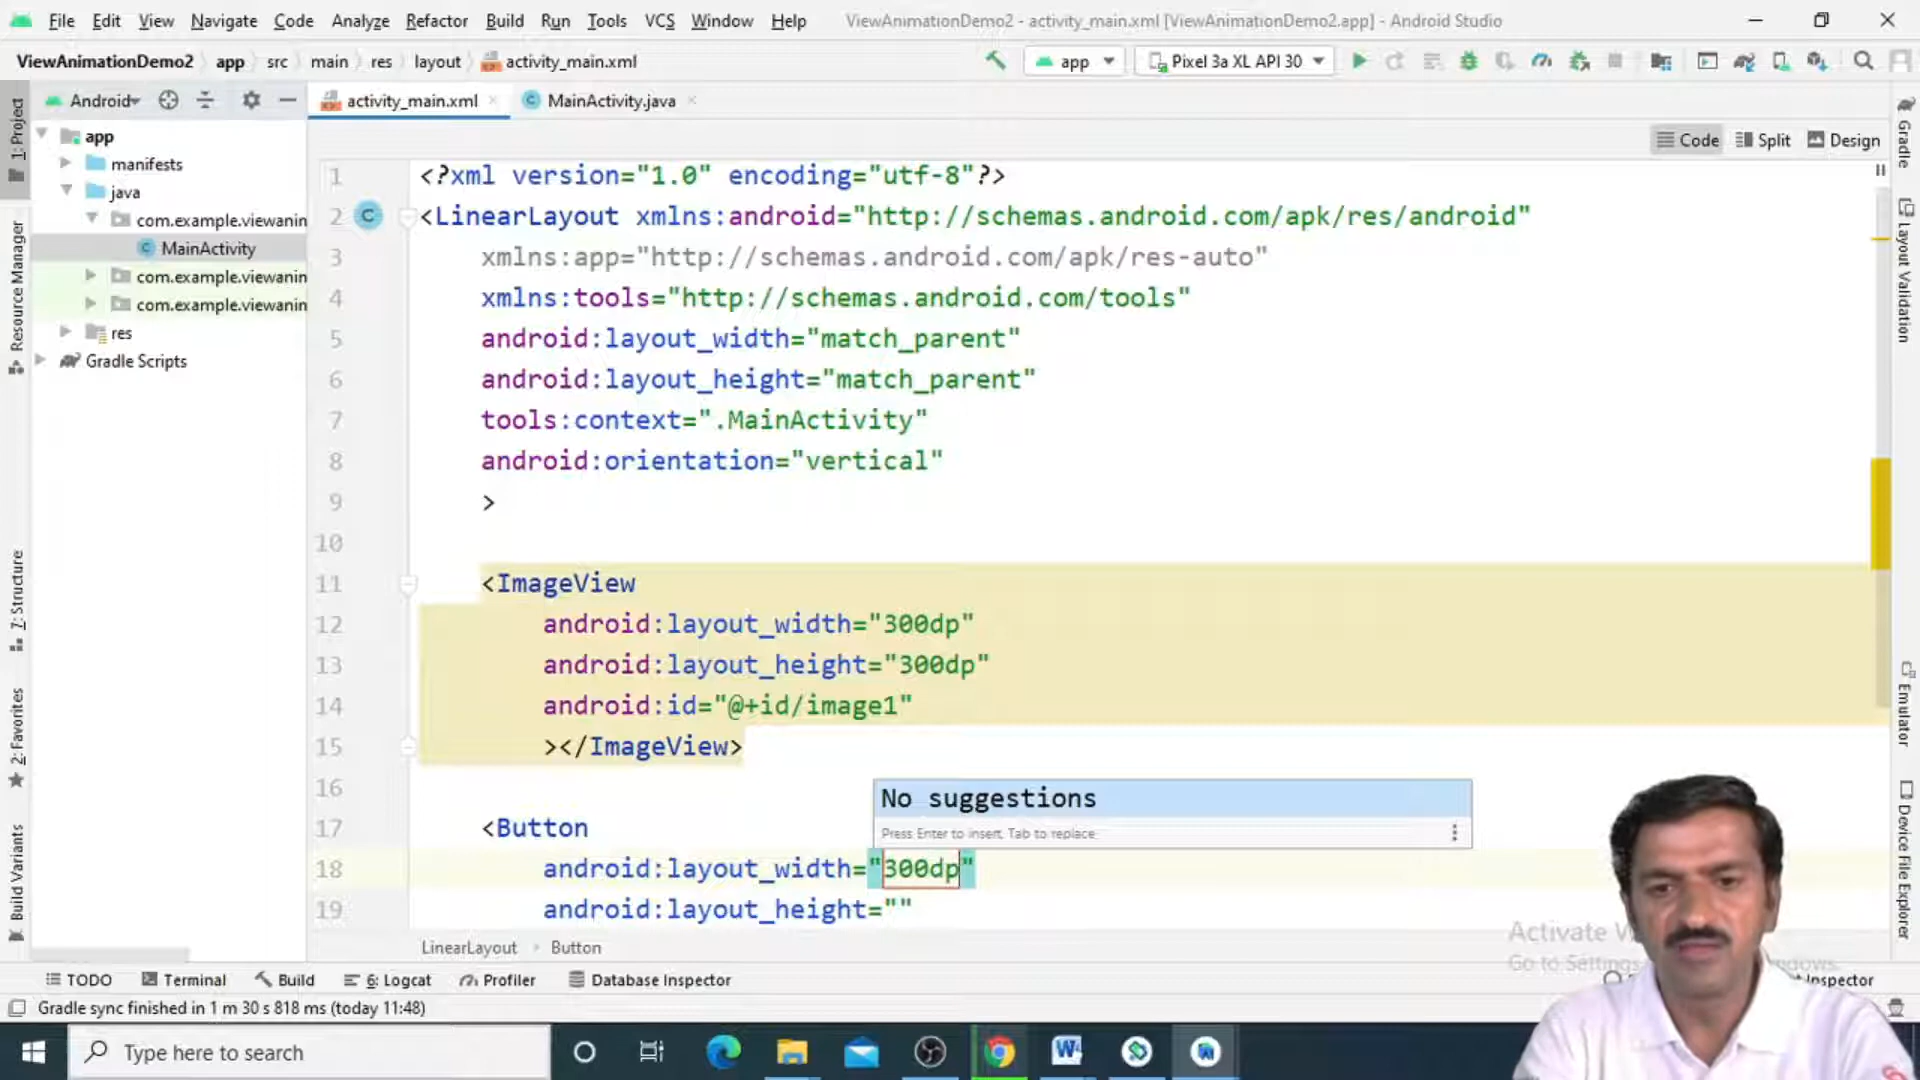 File Edit View Navigate Code Analyze Refactor Build Run Tools VCS Window Help ViewAnimationDemo2 - activity_main.xml [ViewAnimationDemo2.app] - Android Studio
ViewAnimationDemo2 app src main res layout activity_main.xml app Pixel 3a XL API 30
Android activity_main.xml MainActivity.java
Code Split Design
1: Project
Resource Manager
7: Structure
2: Favorites
Build Variants
app
manifests
java
com.example.viewanin
MainActivity
com.example.viewanin
com.example.viewanin
res
Gradle Scripts
1 <?xml version="1.0" encoding="utf-8"?>
2 C <LinearLayout xmlns:android="http://schemas.android.com/apk/res/android"
3 xmlns:app="http://schemas.android.com/apk/res-auto"
4 xmlns:tools="http://schemas.android.com/tools"
5 android:layout_width="match_parent"
6 android:layout_height="match_parent"
7 tools:context=".MainActivity"
8 android:orientation="vertical"
9 >
10
11 <ImageView
12 android:layout_width="300dp"
13 android:layout_height="300dp"
14 android:id="@+id/image1"
15 ></ImageView>
16
No suggestions
Press Enter to insert, Tab to replace
17 <Button
18 android:layout_width="300dp"
19 android:layout_height=""
LinearLayout Button
Gradle
Layout Validation
Emulator
Device File Explorer
Activate
Go to Settings
TODO Terminal Build 6: Logcat Profiler Database Inspector Inspector
Gradle sync finished in 1 m 30 s 818 ms (today 11:48)
Type here to search